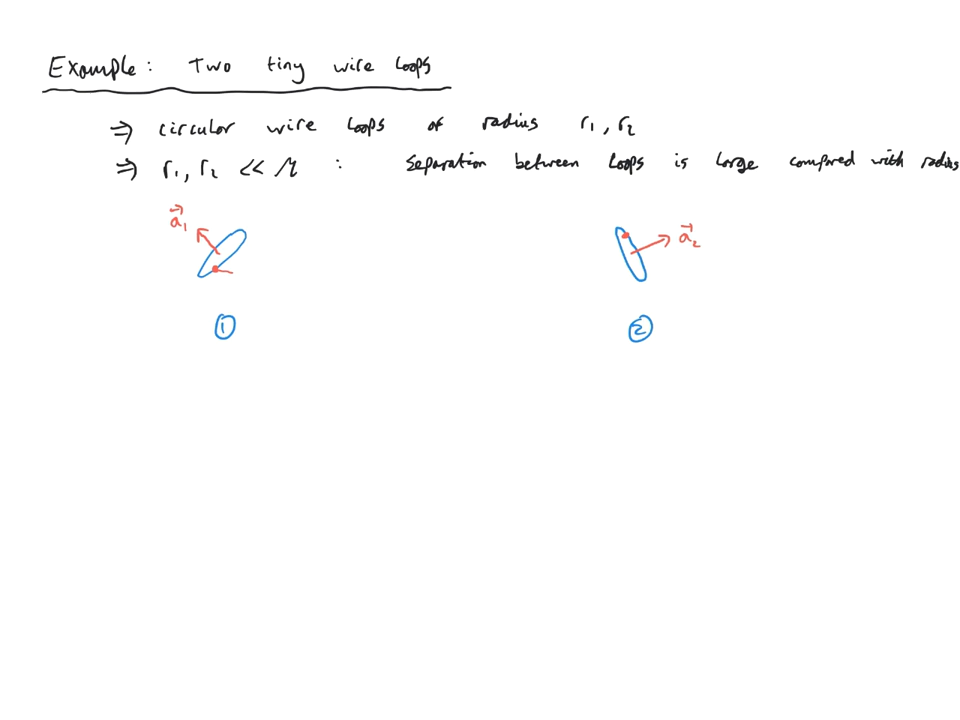 Example: Two tiny wire loops
⇒ circular wire loops of radius r₁, r₂
⇒ r₁, r₂ << r : Separation between loops is large compared with radius
a⃗₁
a⃗₂
①
②